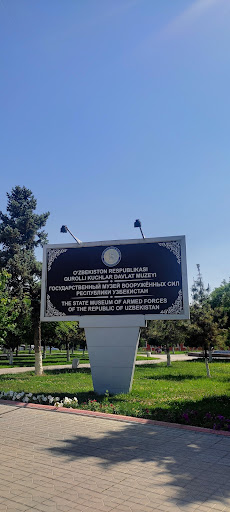 O'ZBEKISTON RESPUBLIKASI
QUROLLI KUCHLAR DAVLAT MUZEYI
ГОСУДАРСТВЕННЫЙ МУЗЕЙ ВООРУЖЁННЫХ СИЛ
РЕСПУБЛИКИ УЗБЕКИСТАН
THE STATE MUSEUM OF ARMED FORCES
OF THE REPUBLIC OF UZBEKISTAN